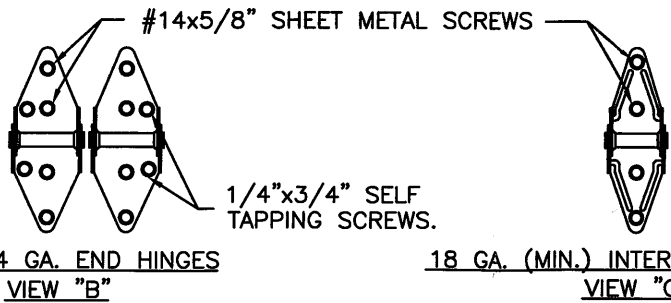 #14x5/8" SHEET METAL SCREWS
1/4"x3/4" SELF
TAPPING SCREWS.
4 GA. END HINGES
VIEW "B"
18 GA. (MIN.) INTER
VIEW "C